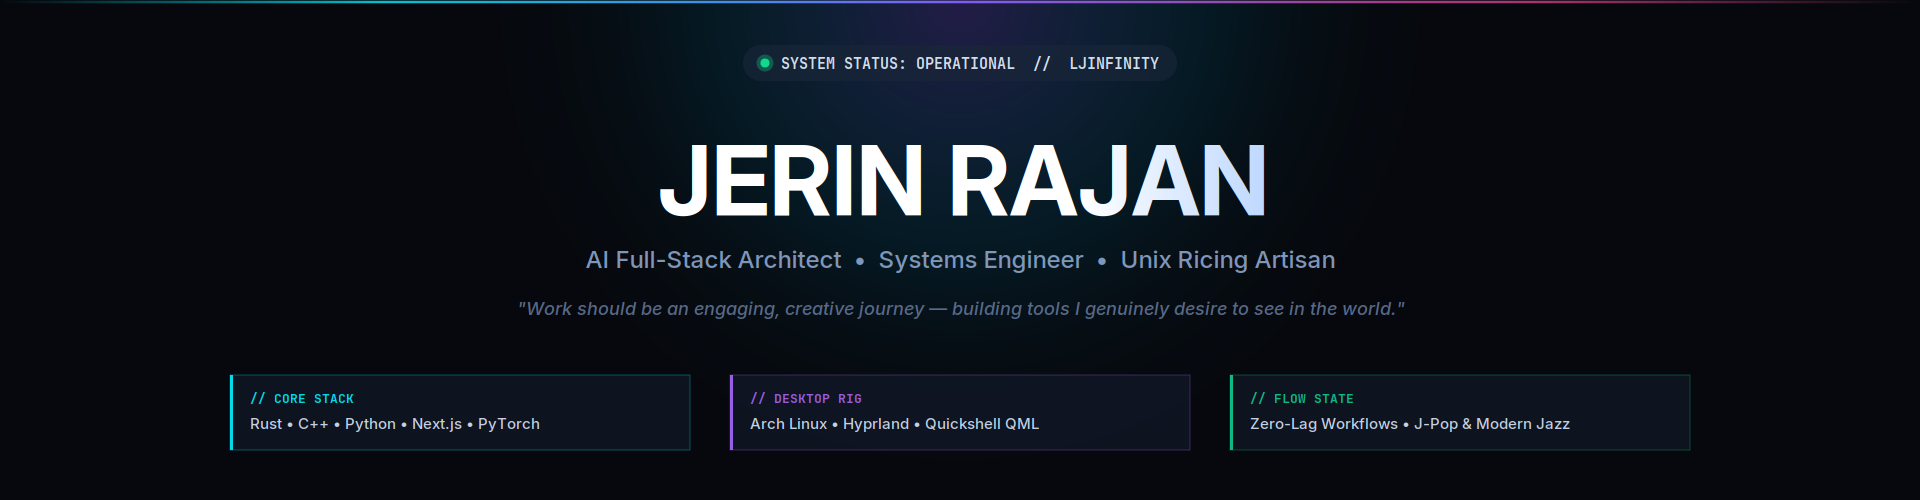 SYSTEM STATUS: OPERATIONAL // LJINFINITY
JERIN RAJAN
AI Full-Stack Architect • Systems Engineer • Unix Ricing Artisan
"Work should be an engaging, creative journey — building tools I genuinely desire to see in the world."
// CORE STACK
Rust • C++ • Python • Next.js • PyTorch
// DESKTOP RIG
Arch Linux • Hyprland • Quickshell QML
// FLOW STATE
Zero-Lag Workflows • J-Pop & Modern Jazz